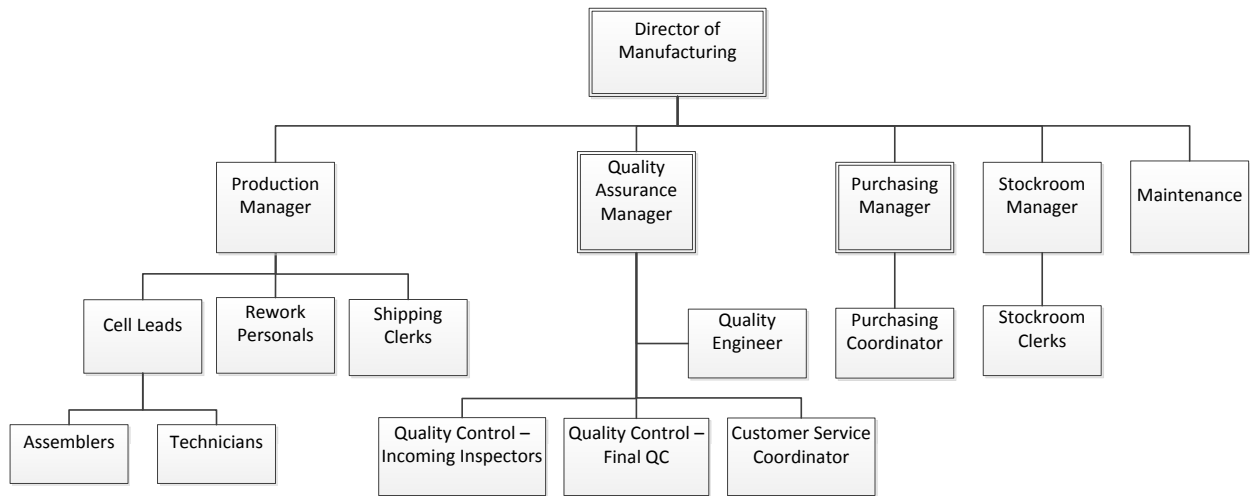 Director of
Manufacturing
Production
Manager
Quality
Assurance
Manager
Purchasing
Manager
Stockroom
Manager
Maintenance
Cell Leads
Rework
Personals
Shipping
Clerks
Quality
Engineer
Purchasing
Coordinator
Stockroom
Clerks
Assemblers
Technicians
Quality Control –
Incoming Inspectors
Quality Control –
Final QC
Customer Service
Coordinator